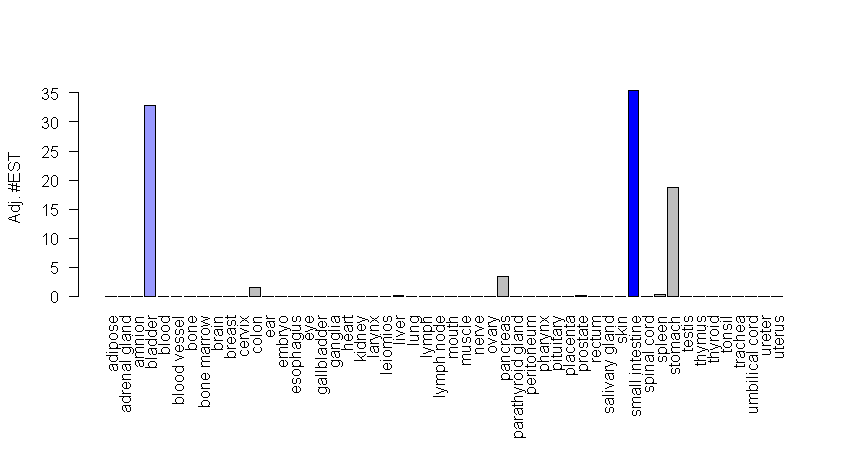 Adj. #EST
35
30
25
20
15
10
5
0
adipose
adrenal gland
amnion
bladder
blood
blood vessel
bone
bone marrow
brain
breast
cervix
colon
ear
embryo
esophagus
eye
gallbladder
ganglia
heart
kidney
larynx
leiomios
liver
lung
lymph
lymph node
mouth
muscle
nerve
ovary
pancreas
parathyroid gland
peritoneum
pharynx
pituitary
placenta
prostate
rectum
salivary gland
skin
small intestine
spinal cord
spleen
stomach
testis
thymus
thyroid
tonsil
trachea
umbilical cord
ureter
uterus